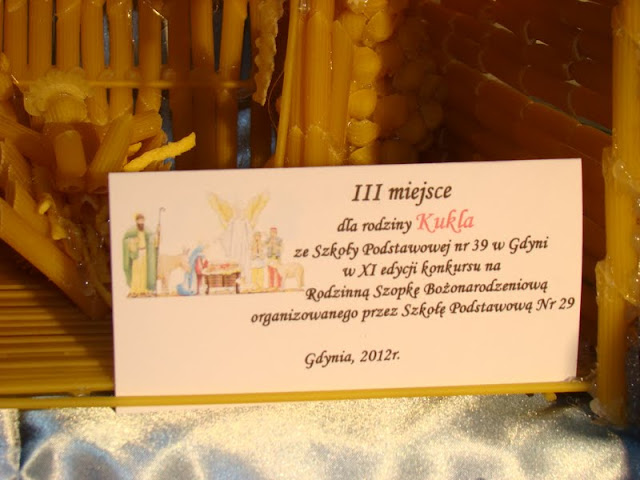 III miejsce
dla rodziny Kukla
ze Szkoły Podstawowej nr 39 w Gdyni
w XI edycji konkursu na
Rodzinną Szopkę Bożonarodzeniową
organizowanego przez Szkołę Podstawową Nr 29
Gdynia, 2012r.